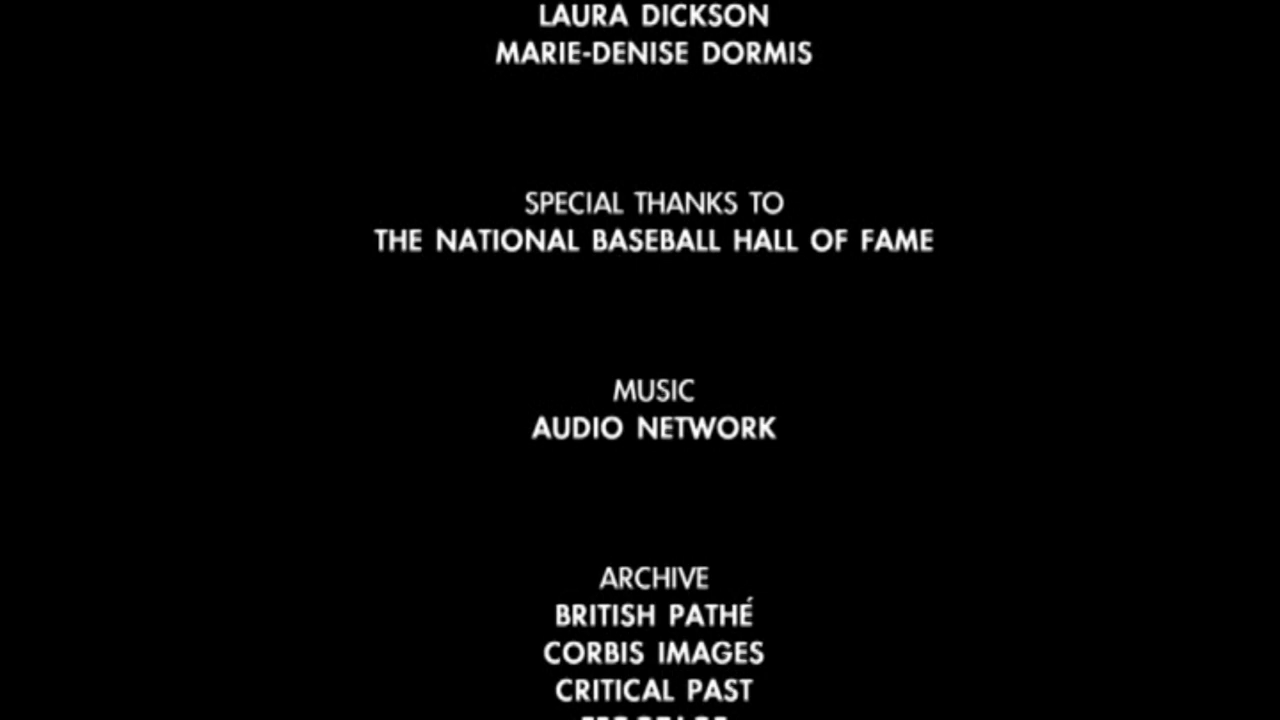 LAURA DICKSON
MARIE-DENISE DORMIS
SPECIAL THANKS TO
THE NATIONAL BASEBALL HALL OF FAME
MUSIC
AUDIO NETWORK
ARCHIVE
BRITISH PATHÉ
CORBIS IMAGES
CRITICAL PAST